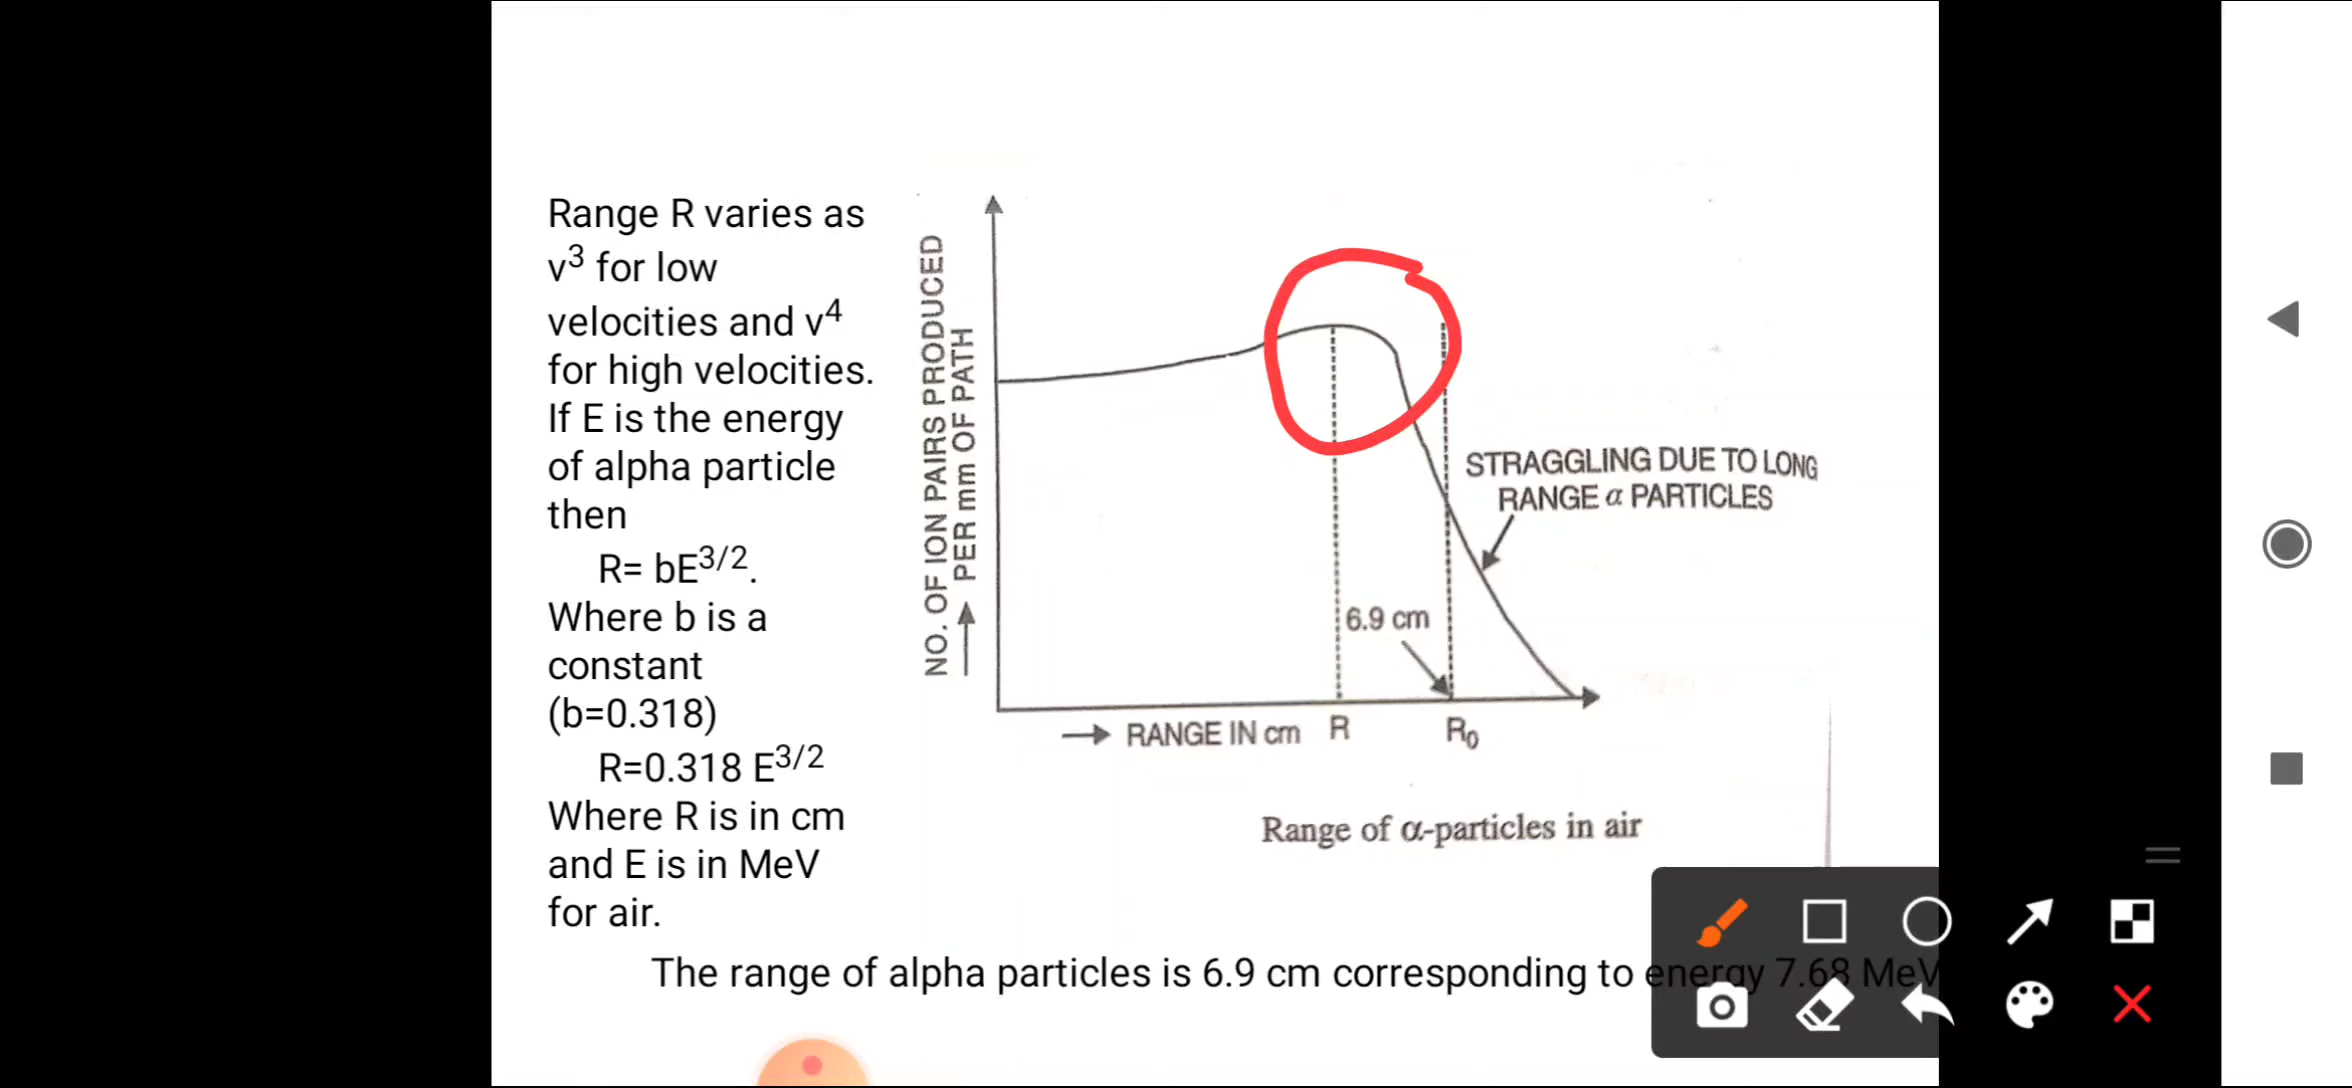 Range R varies as
v3 for low
velocities and v4
for high velocities.
If E is the energy
of alpha particle
then
R= bE3/2.
Where b is a
constant
(b=0.318)
R=0.318 E3/2
Where R is in cm
and E is in MeV
for air.
NO. OF ION PAIRS PRODUCED
PER mm OF PATH
STRAGGLING DUE TO LONG
RANGE α PARTICLES
6.9 cm
RANGE IN cm R R0
Range of α-particles in air
The range of alpha particles is 6.9 cm corresponding to energy 7.68 MeV